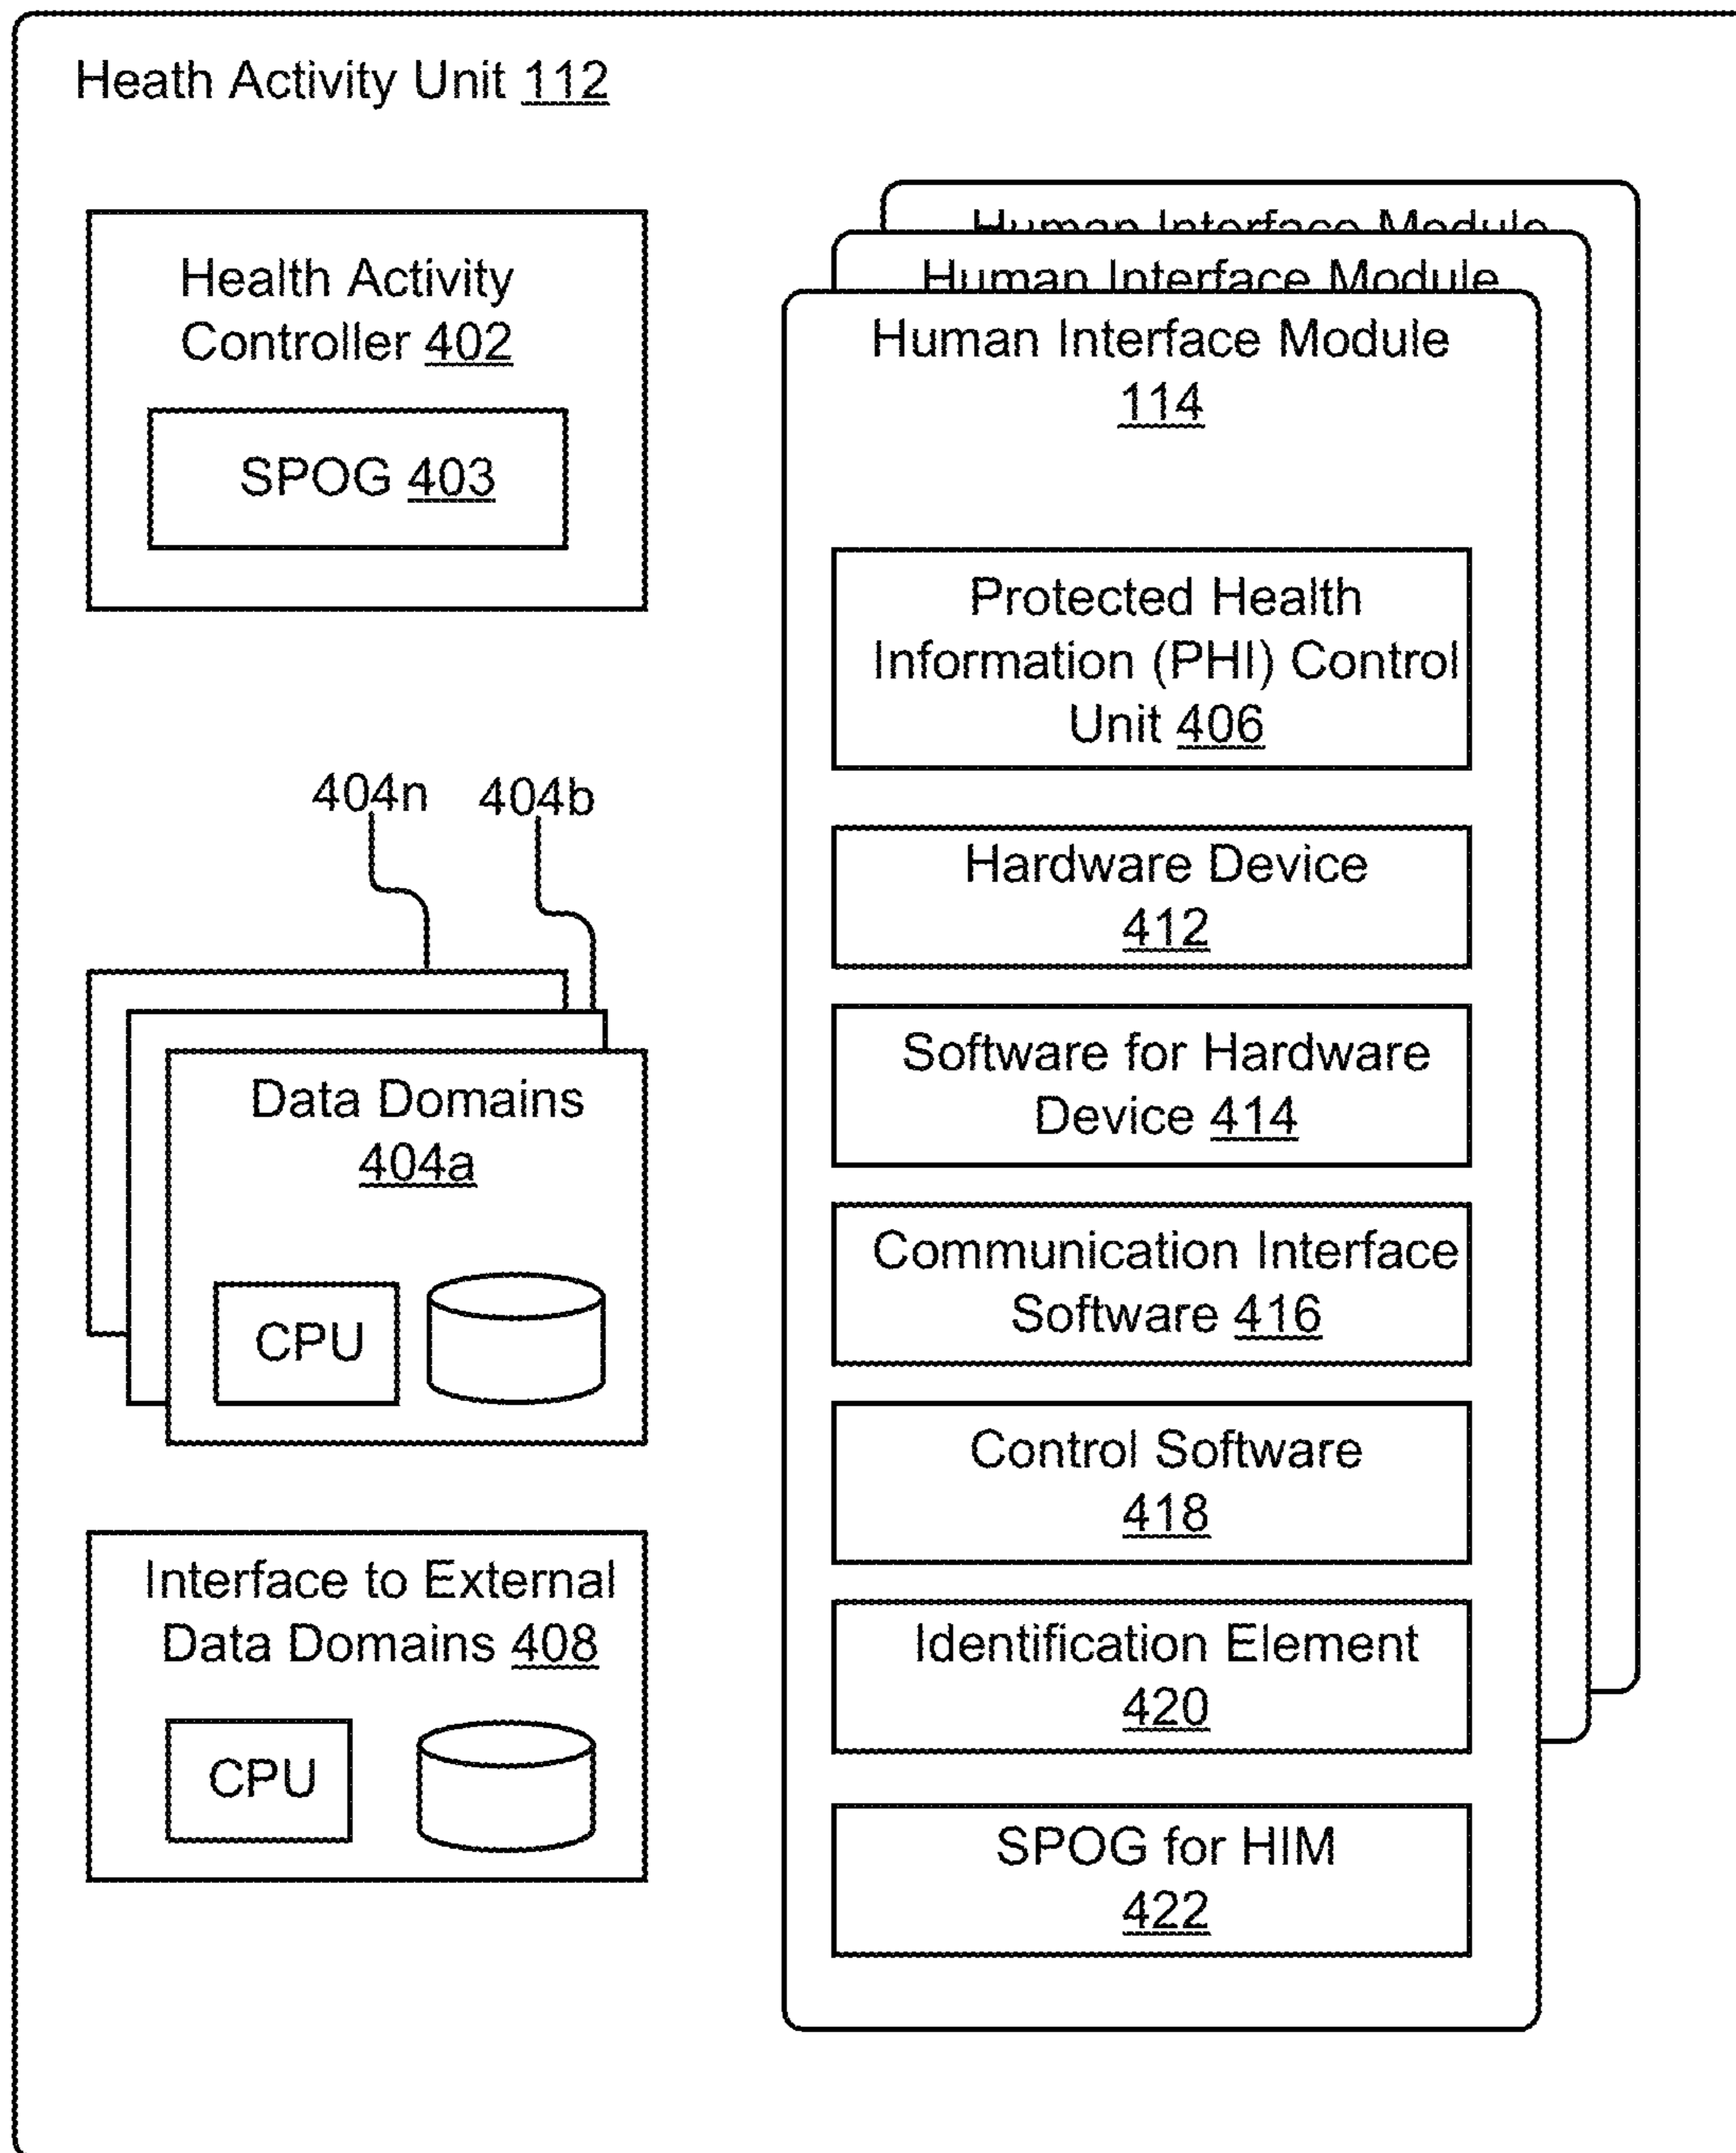 Heath Activity Unit 112
Health Activity
Controller 402
SPOG 403
404n 404b
Data Domains
404a
CPU
Interface to External
Data Domains 408
CPU
Human Interface Module
Human Interface Module
Human Interface Module
114
Protected Health
Information (PHI) Control
Unit 406
Hardware Device
412
Software for Hardware
Device 414
Communication Interface
Software 416
Control Software
418
Identification Element
420
SPOG for HIM
422